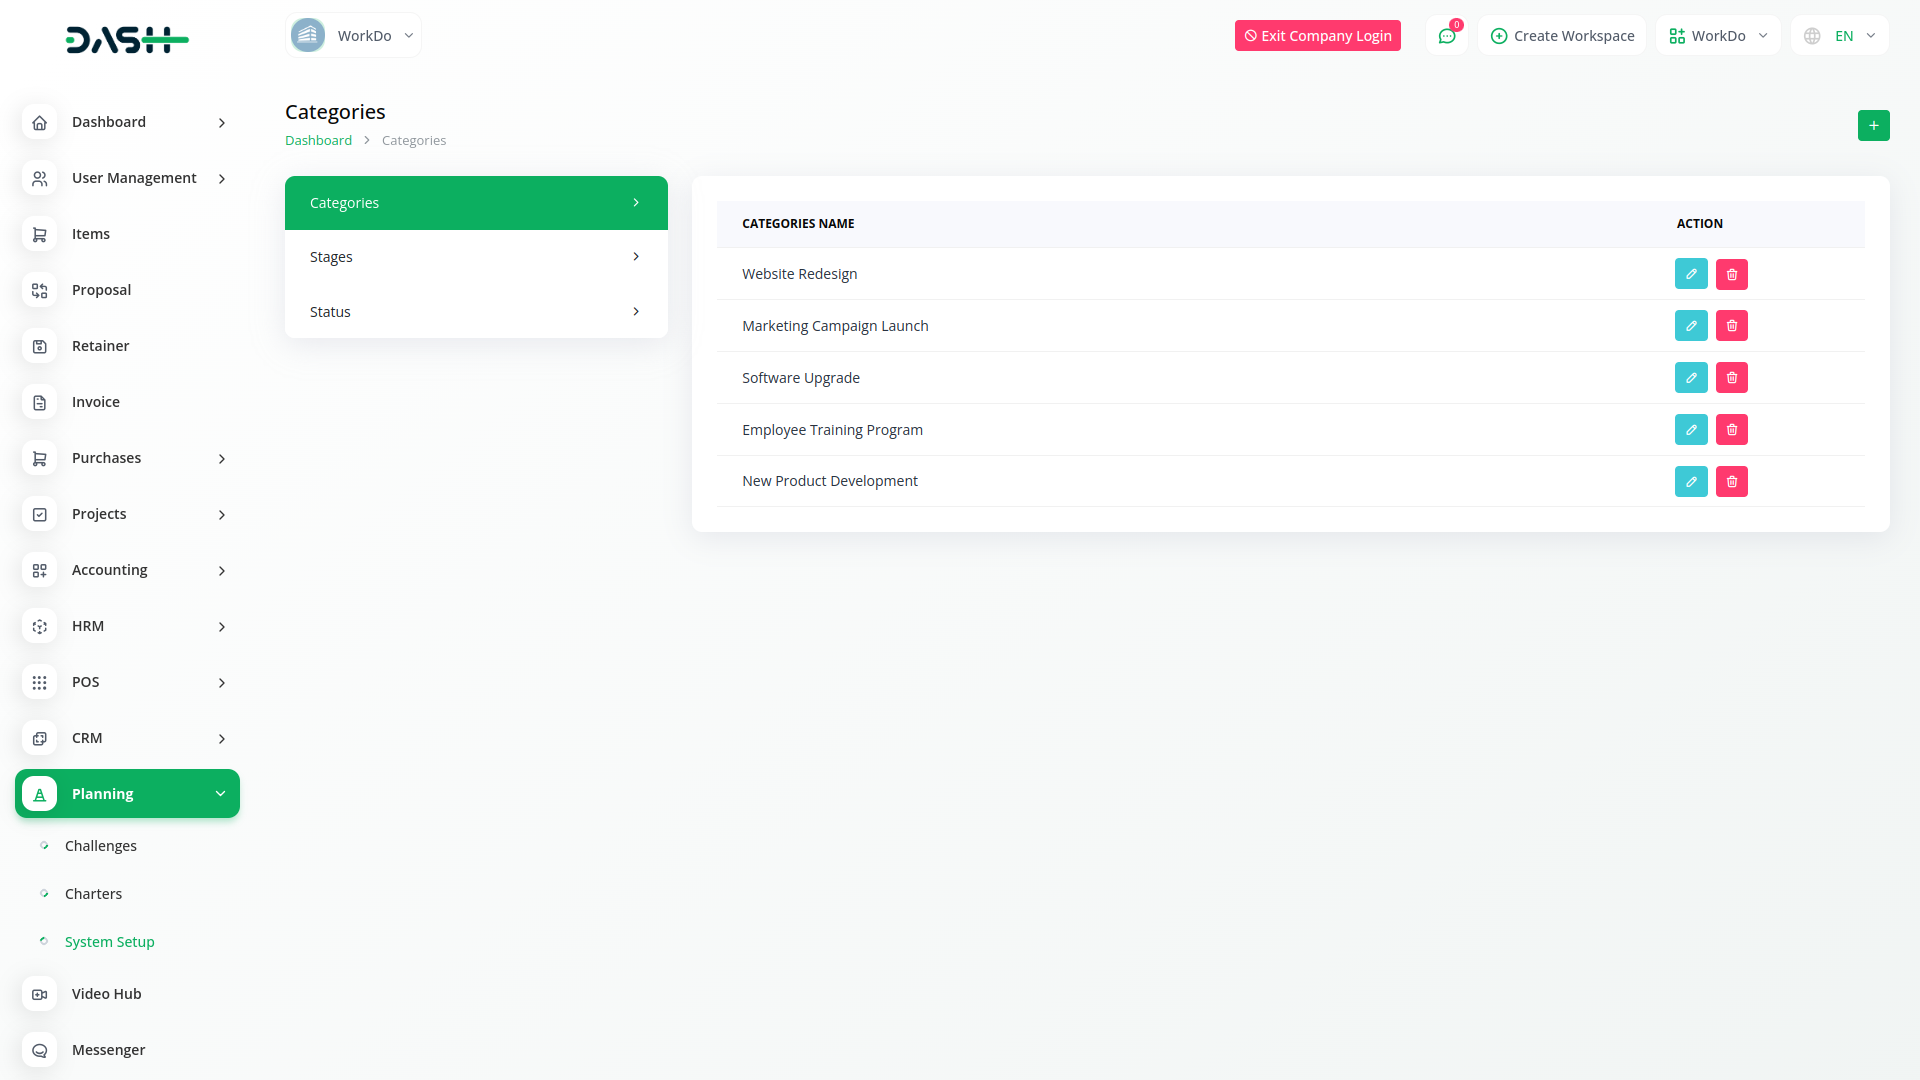 DASH
WorkDo
Exit Company Login
0
Create Workspace
WorkDo
EN
Dashboard
User Management
Items
Proposal
Retainer
Invoice
Purchases
Projects
Accounting
HRM
POS
CRM
Planning
Challenges
Charters
System Setup
Video Hub
Messenger
Categories
Dashboard > Categories
+
Categories
Stages
Status
CATEGORIES NAME ACTION
Website Redesign
Marketing Campaign Launch
Software Upgrade
Employee Training Program
New Product Development